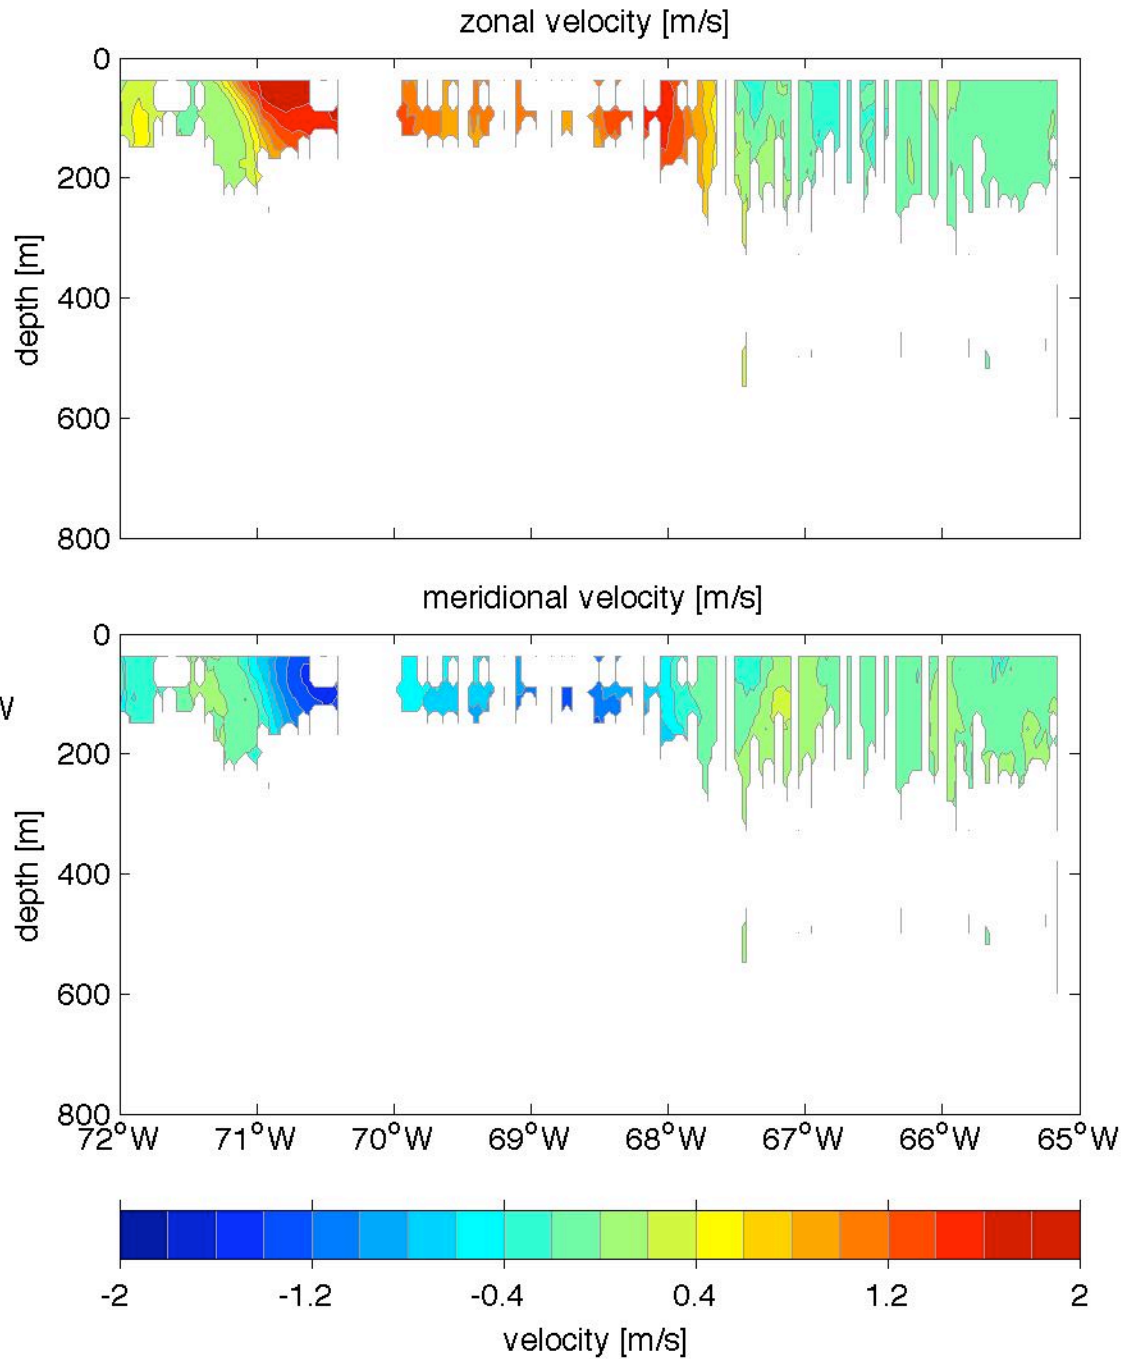 zonal velocity [m/s]
0
200
400
600
800
depth [m]
meridional velocity [m/s]
0
200
400
600
800
depth [m]
W
72°W 71°W 70°W 69°W 68°W 67°W 66°W 65°W
-2 -1.2 -0.4 0.4 1.2 2
velocity [m/s]